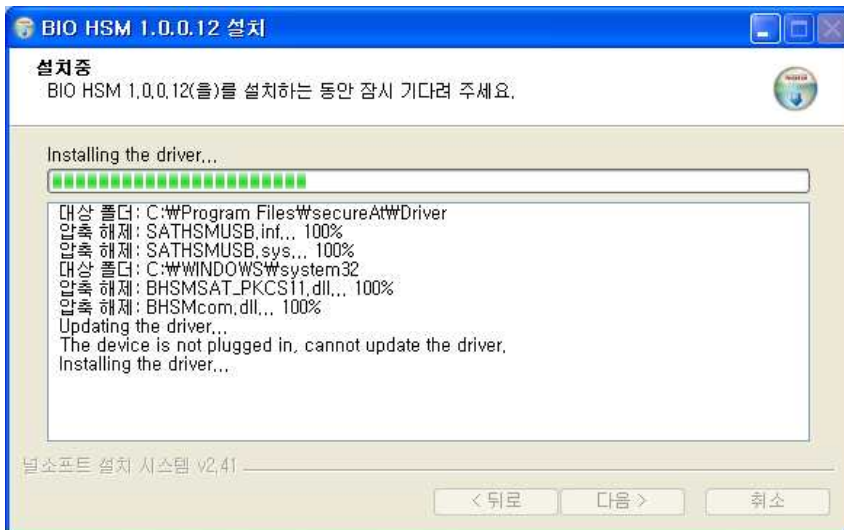 BIO HSM 1.0.0.12 설치
설치중
BIO HSM 1.0.0.12(을)를 설치하는 동안 잠시 기다려 주세요.
Installing the driver...
대상 폴더: C:₩Program Files₩secureAt₩Driver
압축 해제: SATHSMUSB.inf... 100%
압축 해제: SATHSMUSB.sys... 100%
대상 폴더: C:₩WINDOWS₩system32
압축 해제: BHSMSAT_PKCS11.dll... 100%
압축 해제: BHSMcom.dll... 100%
Updating the driver...
The device is not plugged in, cannot update the driver.
Installing the driver...
널소프트 설치 시스템 v2.41
< 뒤로
다음 >
취소